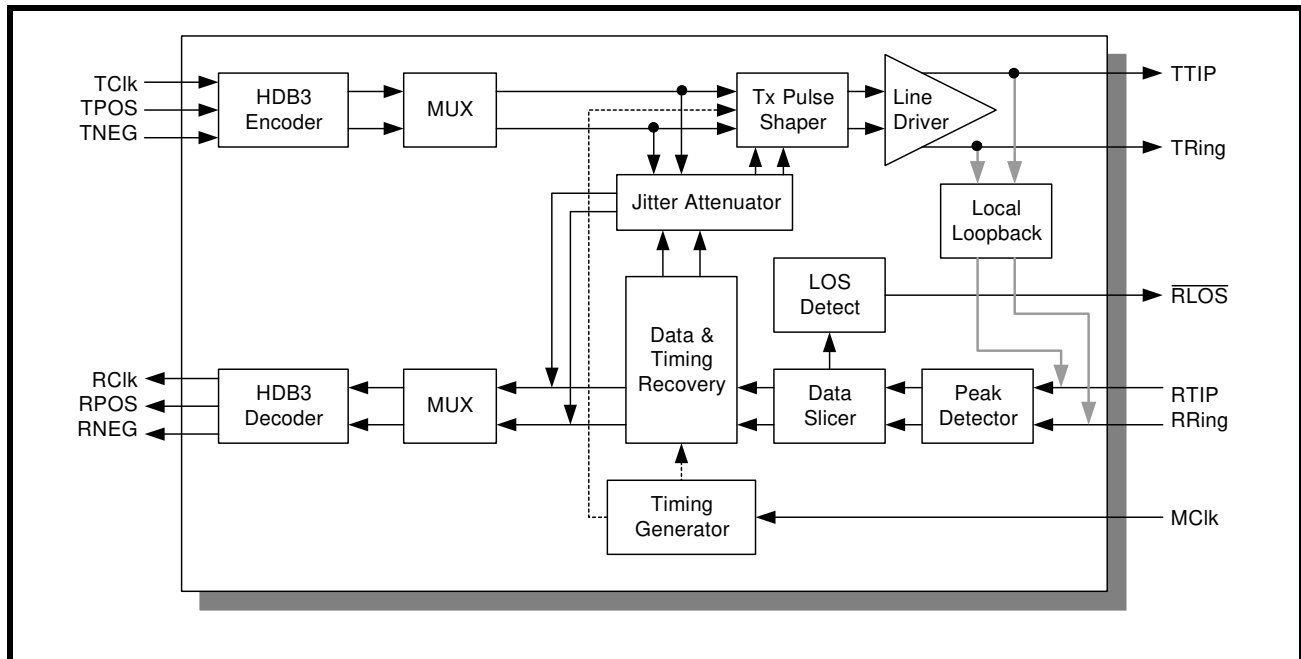 TClk
TPOS
TNEG
HDB3
Encoder
MUX
Tx Pulse
Shaper
Line
Driver
TTIP
TRing
Jitter Attenuator
Local
Loopback
LOS
Detect
RLOS
Data &
Timing
Recovery
RClk
RPOS
RNEG
HDB3
Decoder
MUX
Data
Slicer
Peak
Detector
RTIP
RRing
Timing
Generator
MClk